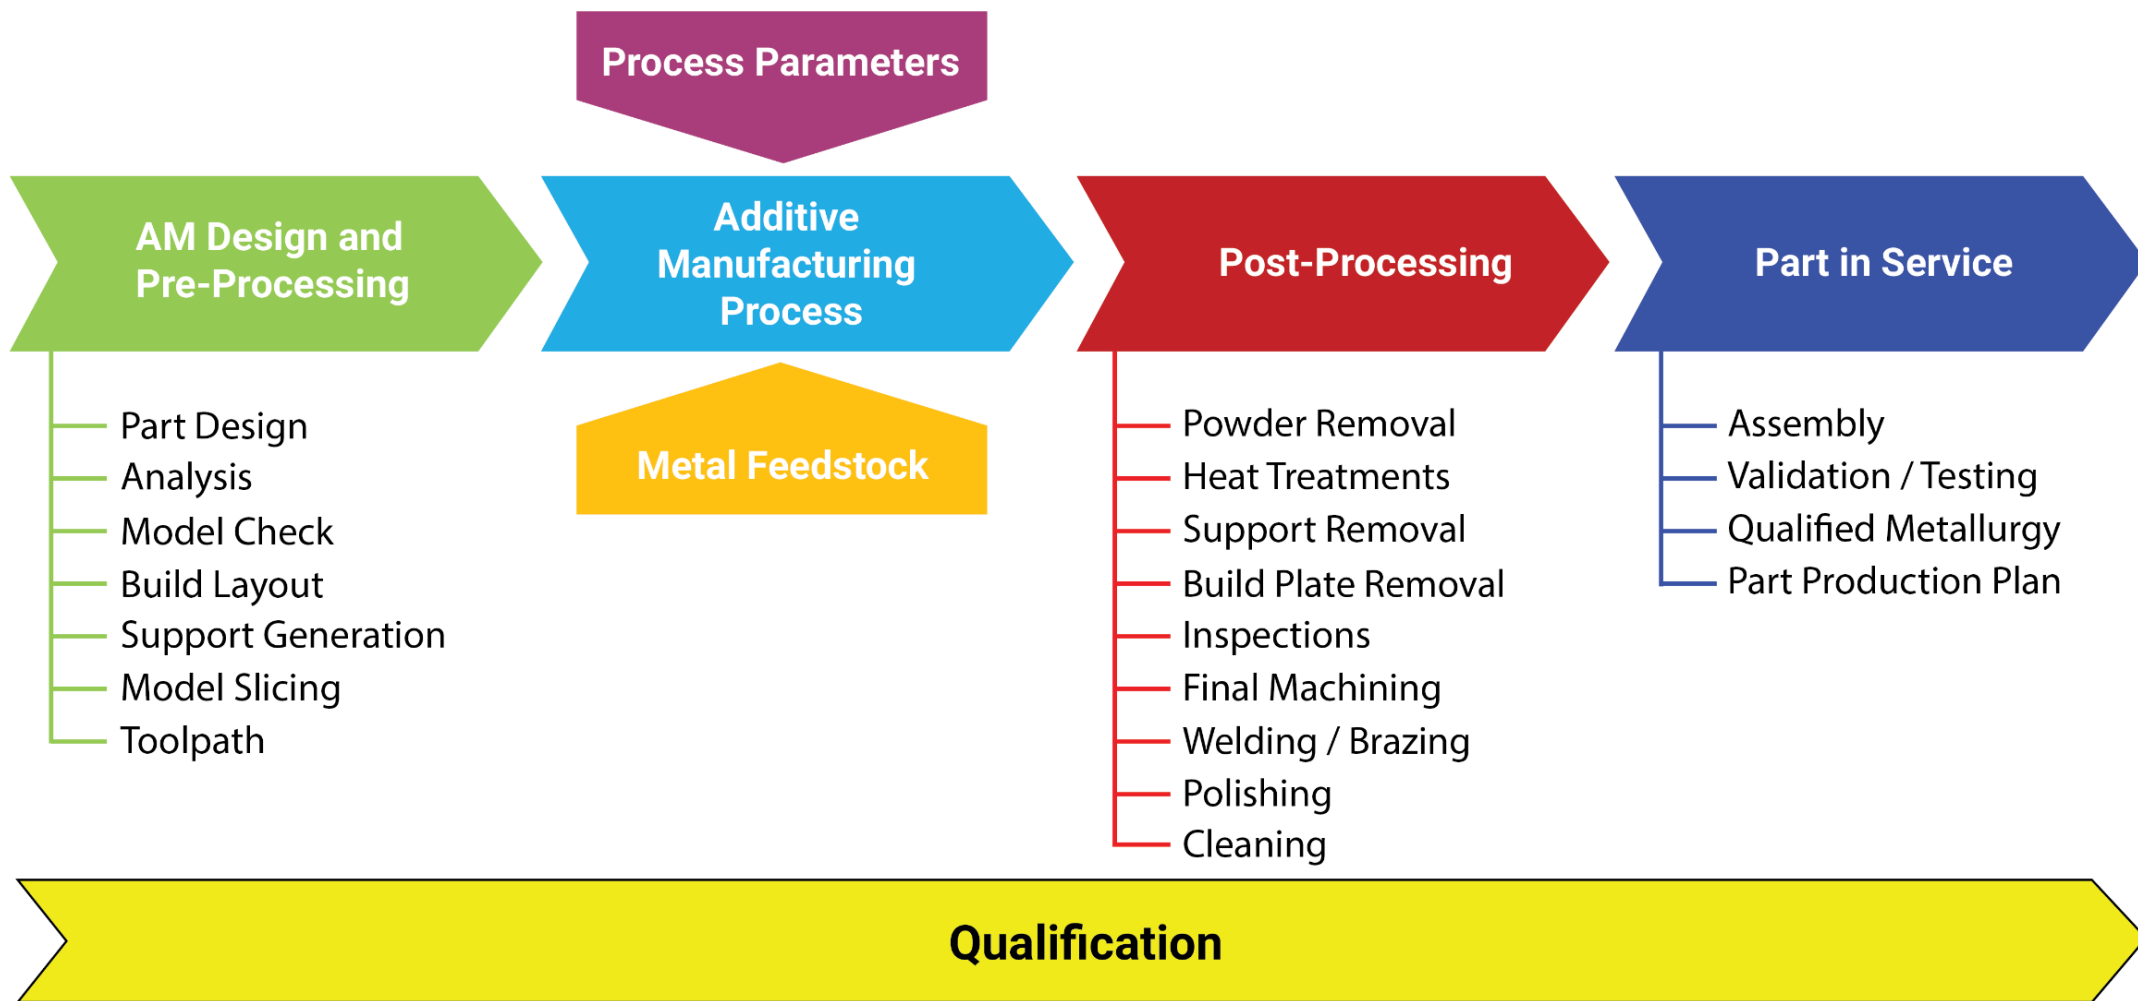 Process Parameters
AM Design and
Pre-Processing
Additive
Manufacturing
Process
Post-Processing
Part in Service
Metal Feedstock
Part Design
Analysis
Model Check
Build Layout
Support Generation
Model Slicing
Toolpath
Powder Removal
Heat Treatments
Support Removal
Build Plate Removal
Inspections
Final Machining
Welding / Brazing
Polishing
Cleaning
Assembly
Validation / Testing
Qualified Metallurgy
Part Production Plan
Qualification